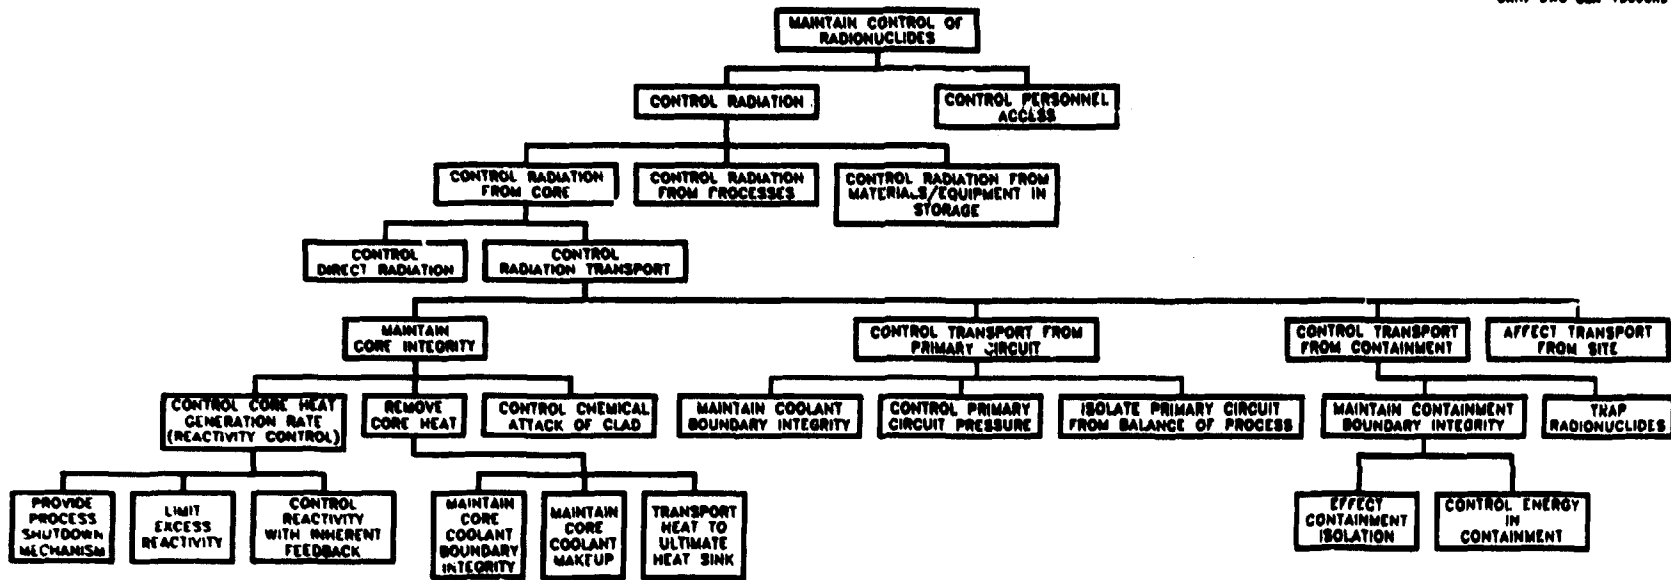 MAINTAIN CONTROL OF
RADIONUCLIDES
CONTROL RADIATION
CONTROL PERSONNEL
ACCESS
CONTROL RADIATION
FROM CORE
CONTROL RADIATION
FROM PROCESSES
CONTROL RADIATION FROM
MATERIALS/EQUIPMENT IN
STORAGE
CONTROL
DIRECT RADIATION
CONTROL
RADIATION TRANSPORT
MAINTAIN
CORE INTEGRITY
CONTROL TRANSPORT FROM
PRIMARY CIRCUIT
CONTROL TRANSPORT
FROM CONTAINMENT
AFFECT TRANSPORT
FROM SITE
CONTROL CORE HEAT
GENERATION RATE
(REACTIVITY CONTROL)
REMOVE
CORE HEAT
CONTROL CHEMICAL
ATTACK OF CLAD
MAINTAIN COOLANT
BOUNDARY INTEGRITY
CONTROL PRIMARY
CIRCUIT PRESSURE
ISOLATE PRIMARY CIRCUIT
FROM BALANCE OF PROCESS
MAINTAIN CONTAINMENT
BOUNDARY INTEGRITY
TRAP
RADIONUCLIDES
PROVIDE
PROCESS
SHUTDOWN
MECHANISM
LIMIT
EXCESS
REACTIVITY
CONTROL
REACTIVITY
WITH INHERENT
FEEDBACK
MAINTAIN
CORE
COOLANT
BOUNDARY
INTEGRITY
MAINTAIN
CORE
COOLANT
MAKEUP
TRANSPORT
HEAT TO
ULTIMATE
HEAT SINK
EFFECT
CONTAINMENT
ISOLATION
CONTROL ENERGY
IN
CONTAINMENT